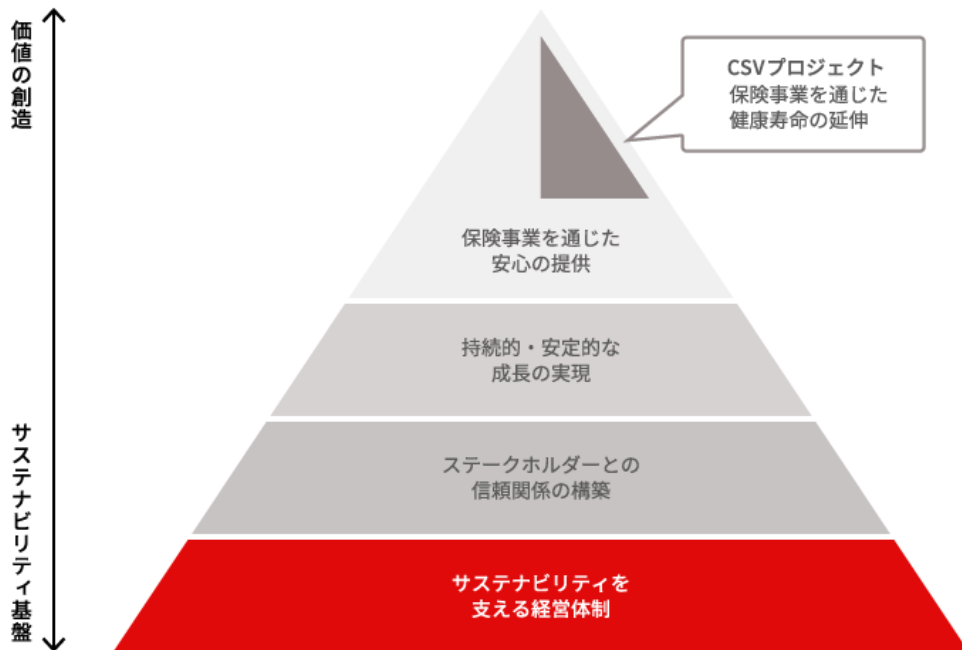 価値の創造
CSVプロジェクト
保険事業を通じた
健康寿命の延伸
保険事業を通じた
安心の提供
持続的・安定的な
成長の実現
ステークホルダーとの
信頼関係の構築
サステナビリティ基盤
サステナビリティを
支える経営体制